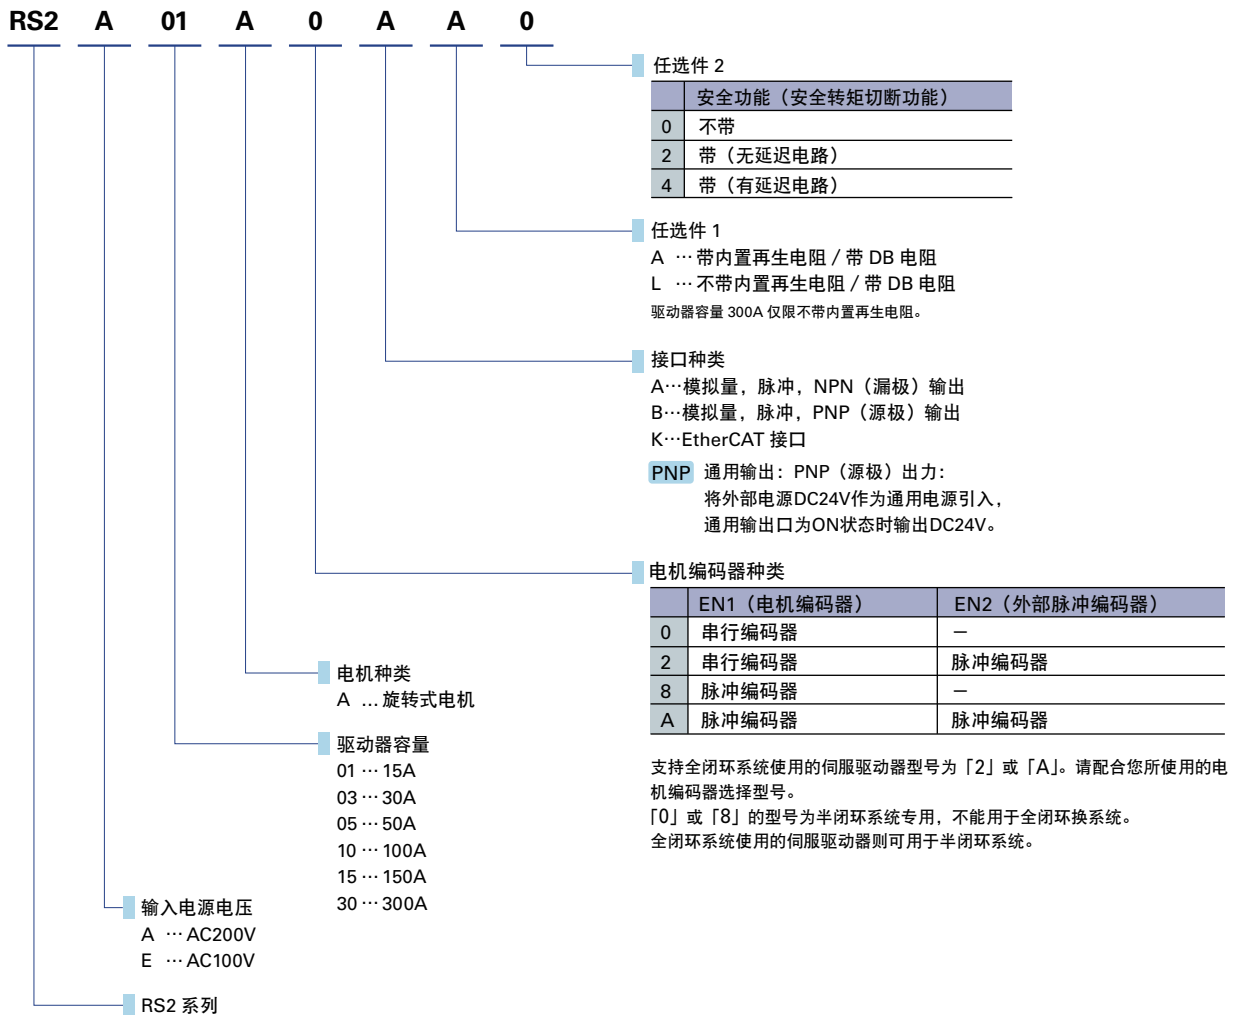 RS2 A 01 A 0 A A 0
任选件 2
安全功能（安全转矩切断功能）
0 不带
2 带（无延迟电路）
4 带（有延迟电路）
任选件 1
A …带内置再生电阻 / 带 DB 电阻
L …不带内置再生电阻 / 带 DB 电阻
驱动器容量 300A 仅限不带内置再生电阻。
接口种类
A…模拟量，脉冲，NPN（漏极）输出
B…模拟量，脉冲，PNP（源极）输出
K…EtherCAT 接口
PNP 通用输出：PNP（源极）出力：
将外部电源DC24V作为通用电源引入，
通用输出口为ON状态时输出DC24V。
电机编码器种类
EN1（电机编码器） EN2（外部脉冲编码器）
0 串行编码器 —
2 串行编码器 脉冲编码器
8 脉冲编码器 —
A 脉冲编码器 脉冲编码器
支持全闭环系统使用的伺服驱动器型号为「2」或「A」。请配合您所使用的电
机编码器选择型号。
「0」或「8」的型号为半闭环系统专用，不能用于全闭环换系统。
全闭环系统使用的伺服驱动器则可用于半闭环系统。
电机种类
A …旋转式电机
驱动器容量
01 … 15A
03 … 30A
05 … 50A
10 … 100A
15 … 150A
30 … 300A
输入电源电压
A … AC200V
E … AC100V
RS2 系列